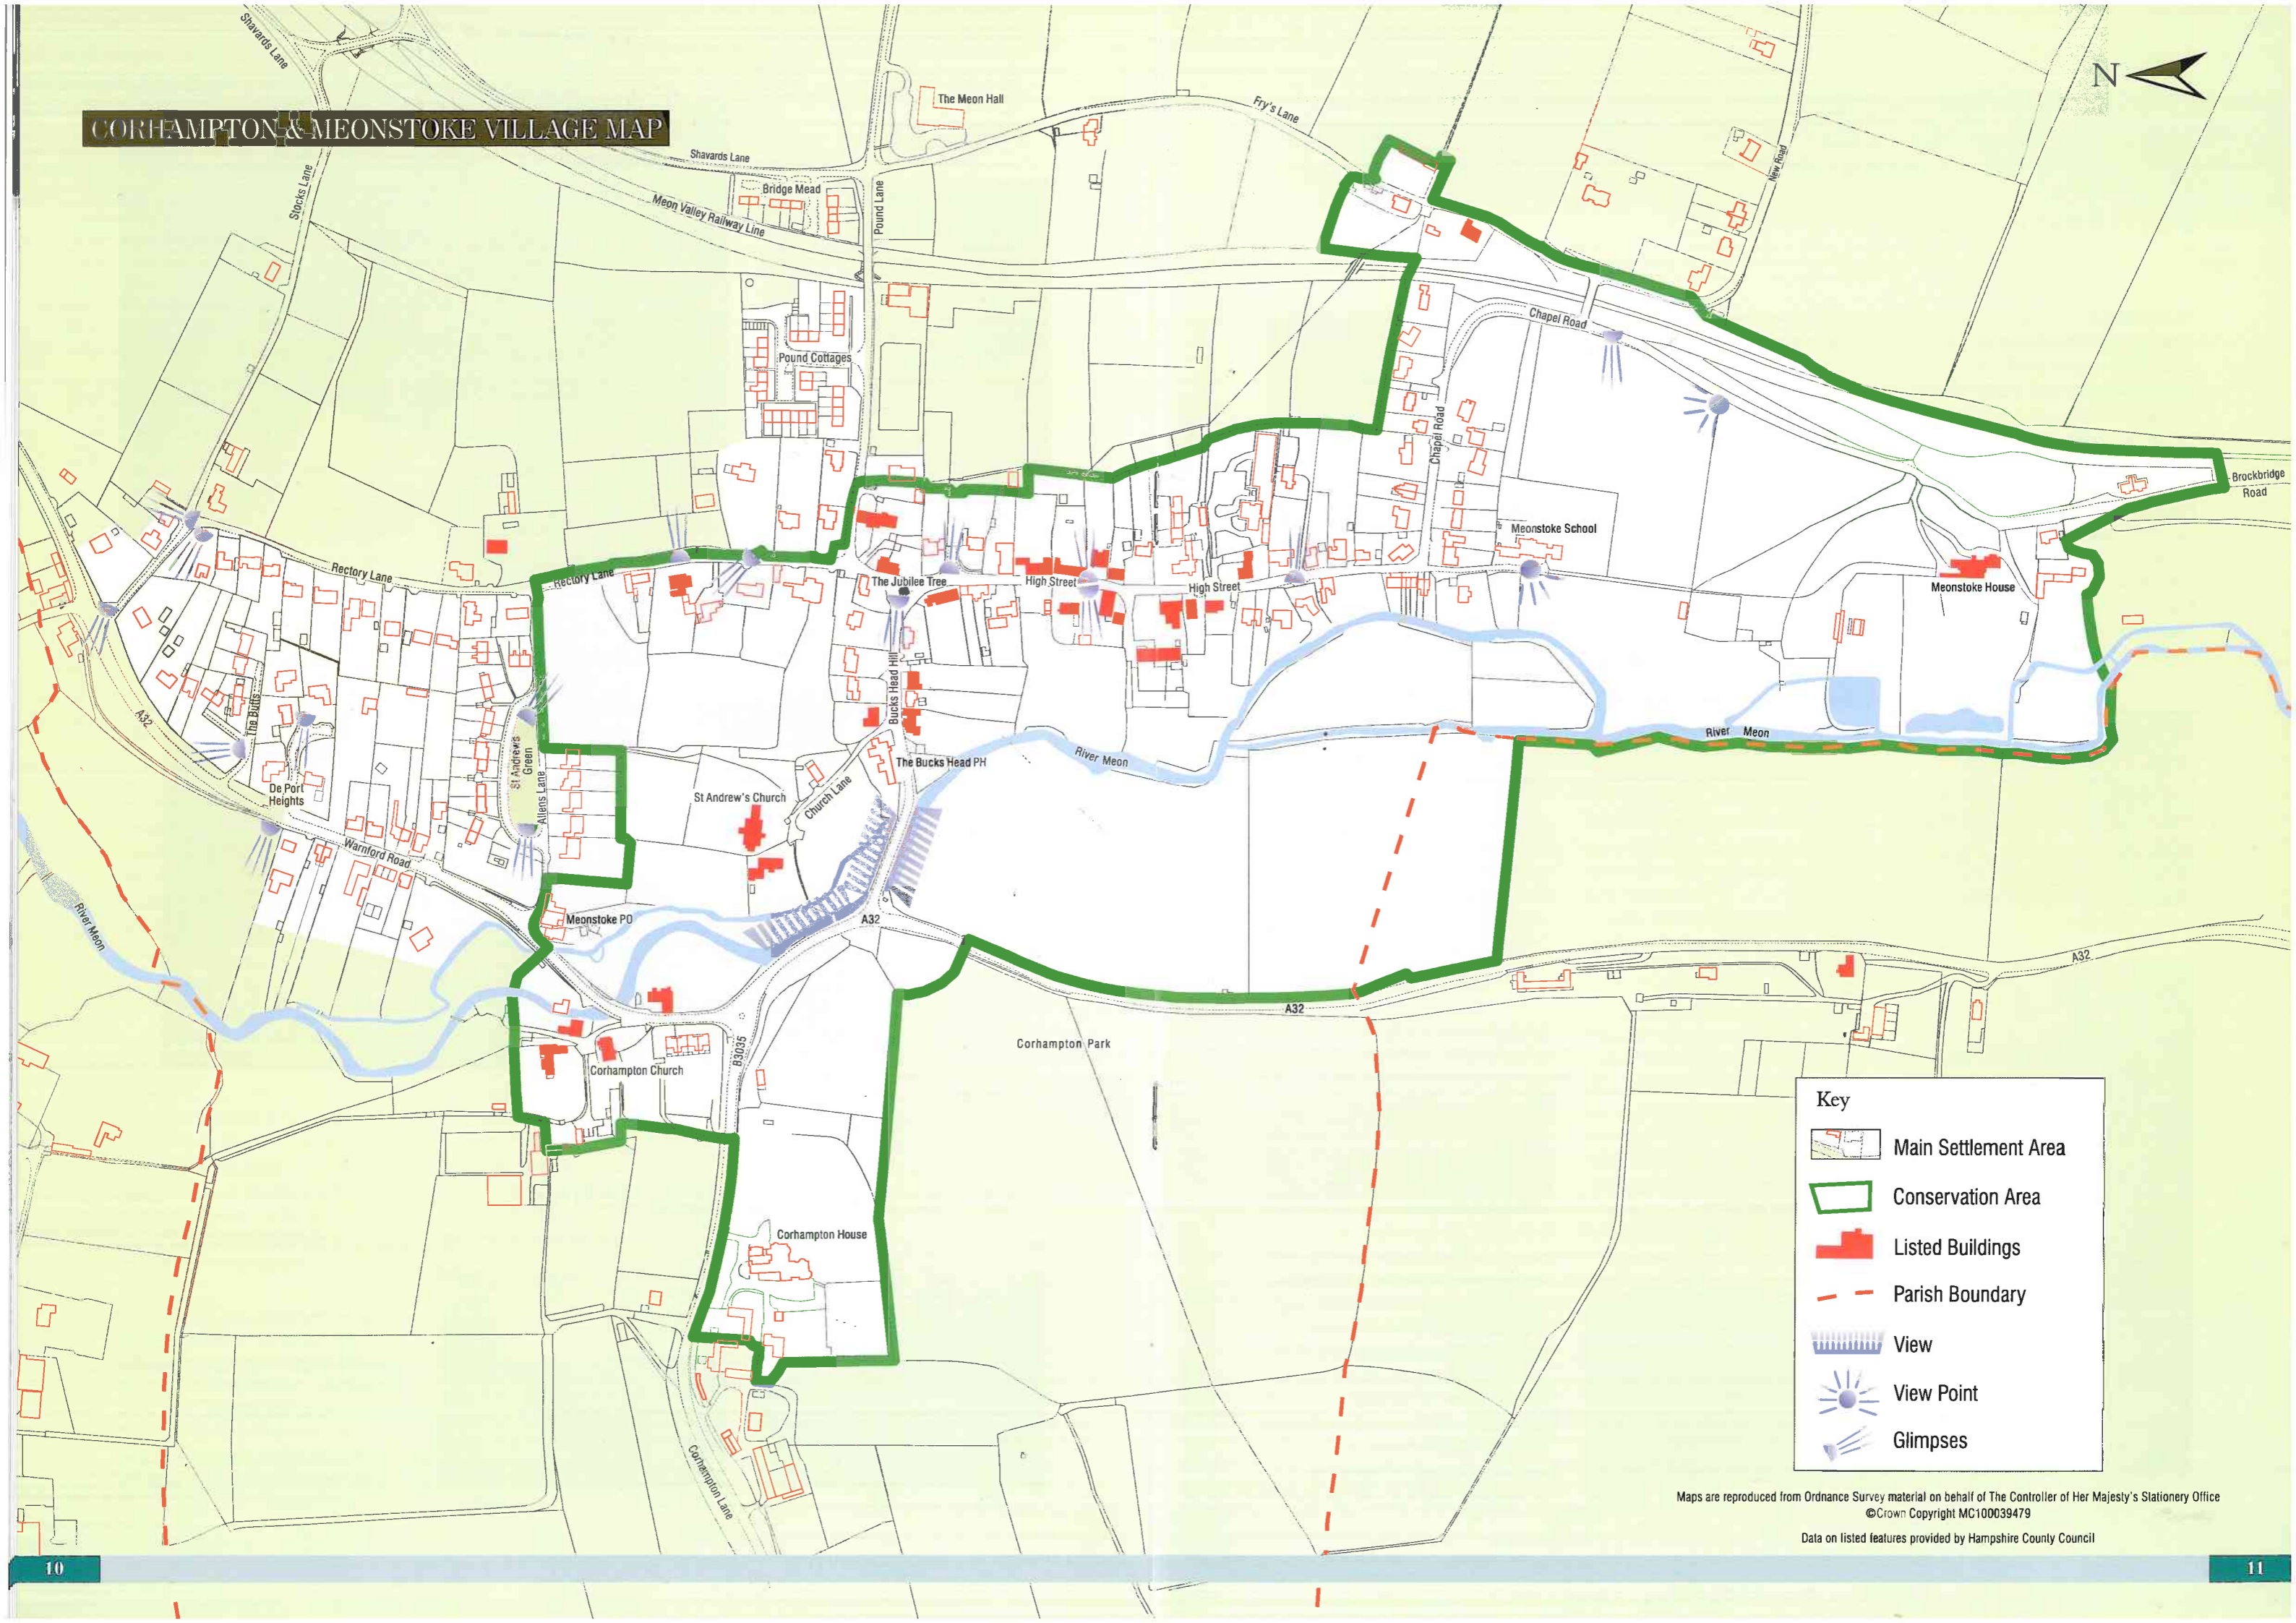 CORHAMPTON & MEONSTOKE VILLAGE MAP
N
Shavards Lane
Stocks Lane
Shavards Lane
Bridge Mead
Meon Valley Railway Line
Pound Lane
The Meon Hall
Fry's Lane
New Road
Chapel Road
Pound Cottages
Chapel Road
Brockbridge
Road
Rectory Lane
Rectory Lane
The Jubilee Tree
High Street
High Street
Meonstoke School
Meonstoke House
Bucks Head Hill
The Butts
A32
St Andrews
Green
Allens Lane
De Port
Heights
Warnford Road
The Bucks Head PH
River Meon
River Meon
St Andrew's Church
Church Lane
Meonstoke PO
A32
River Meon
A32
A32
Corhampton Park
B3035
Corhampton Church
Corhampton House
Corhampton Lane
Key
Main Settlement Area
Conservation Area
Listed Buildings
Parish Boundary
View
View Point
Glimpses
Maps are reproduced from Ordnance Survey material on behalf of The Controller of Her Majesty's Stationery Office
©Crown Copyright MC100039479
Data on listed features provided by Hampshire County Council
10
11